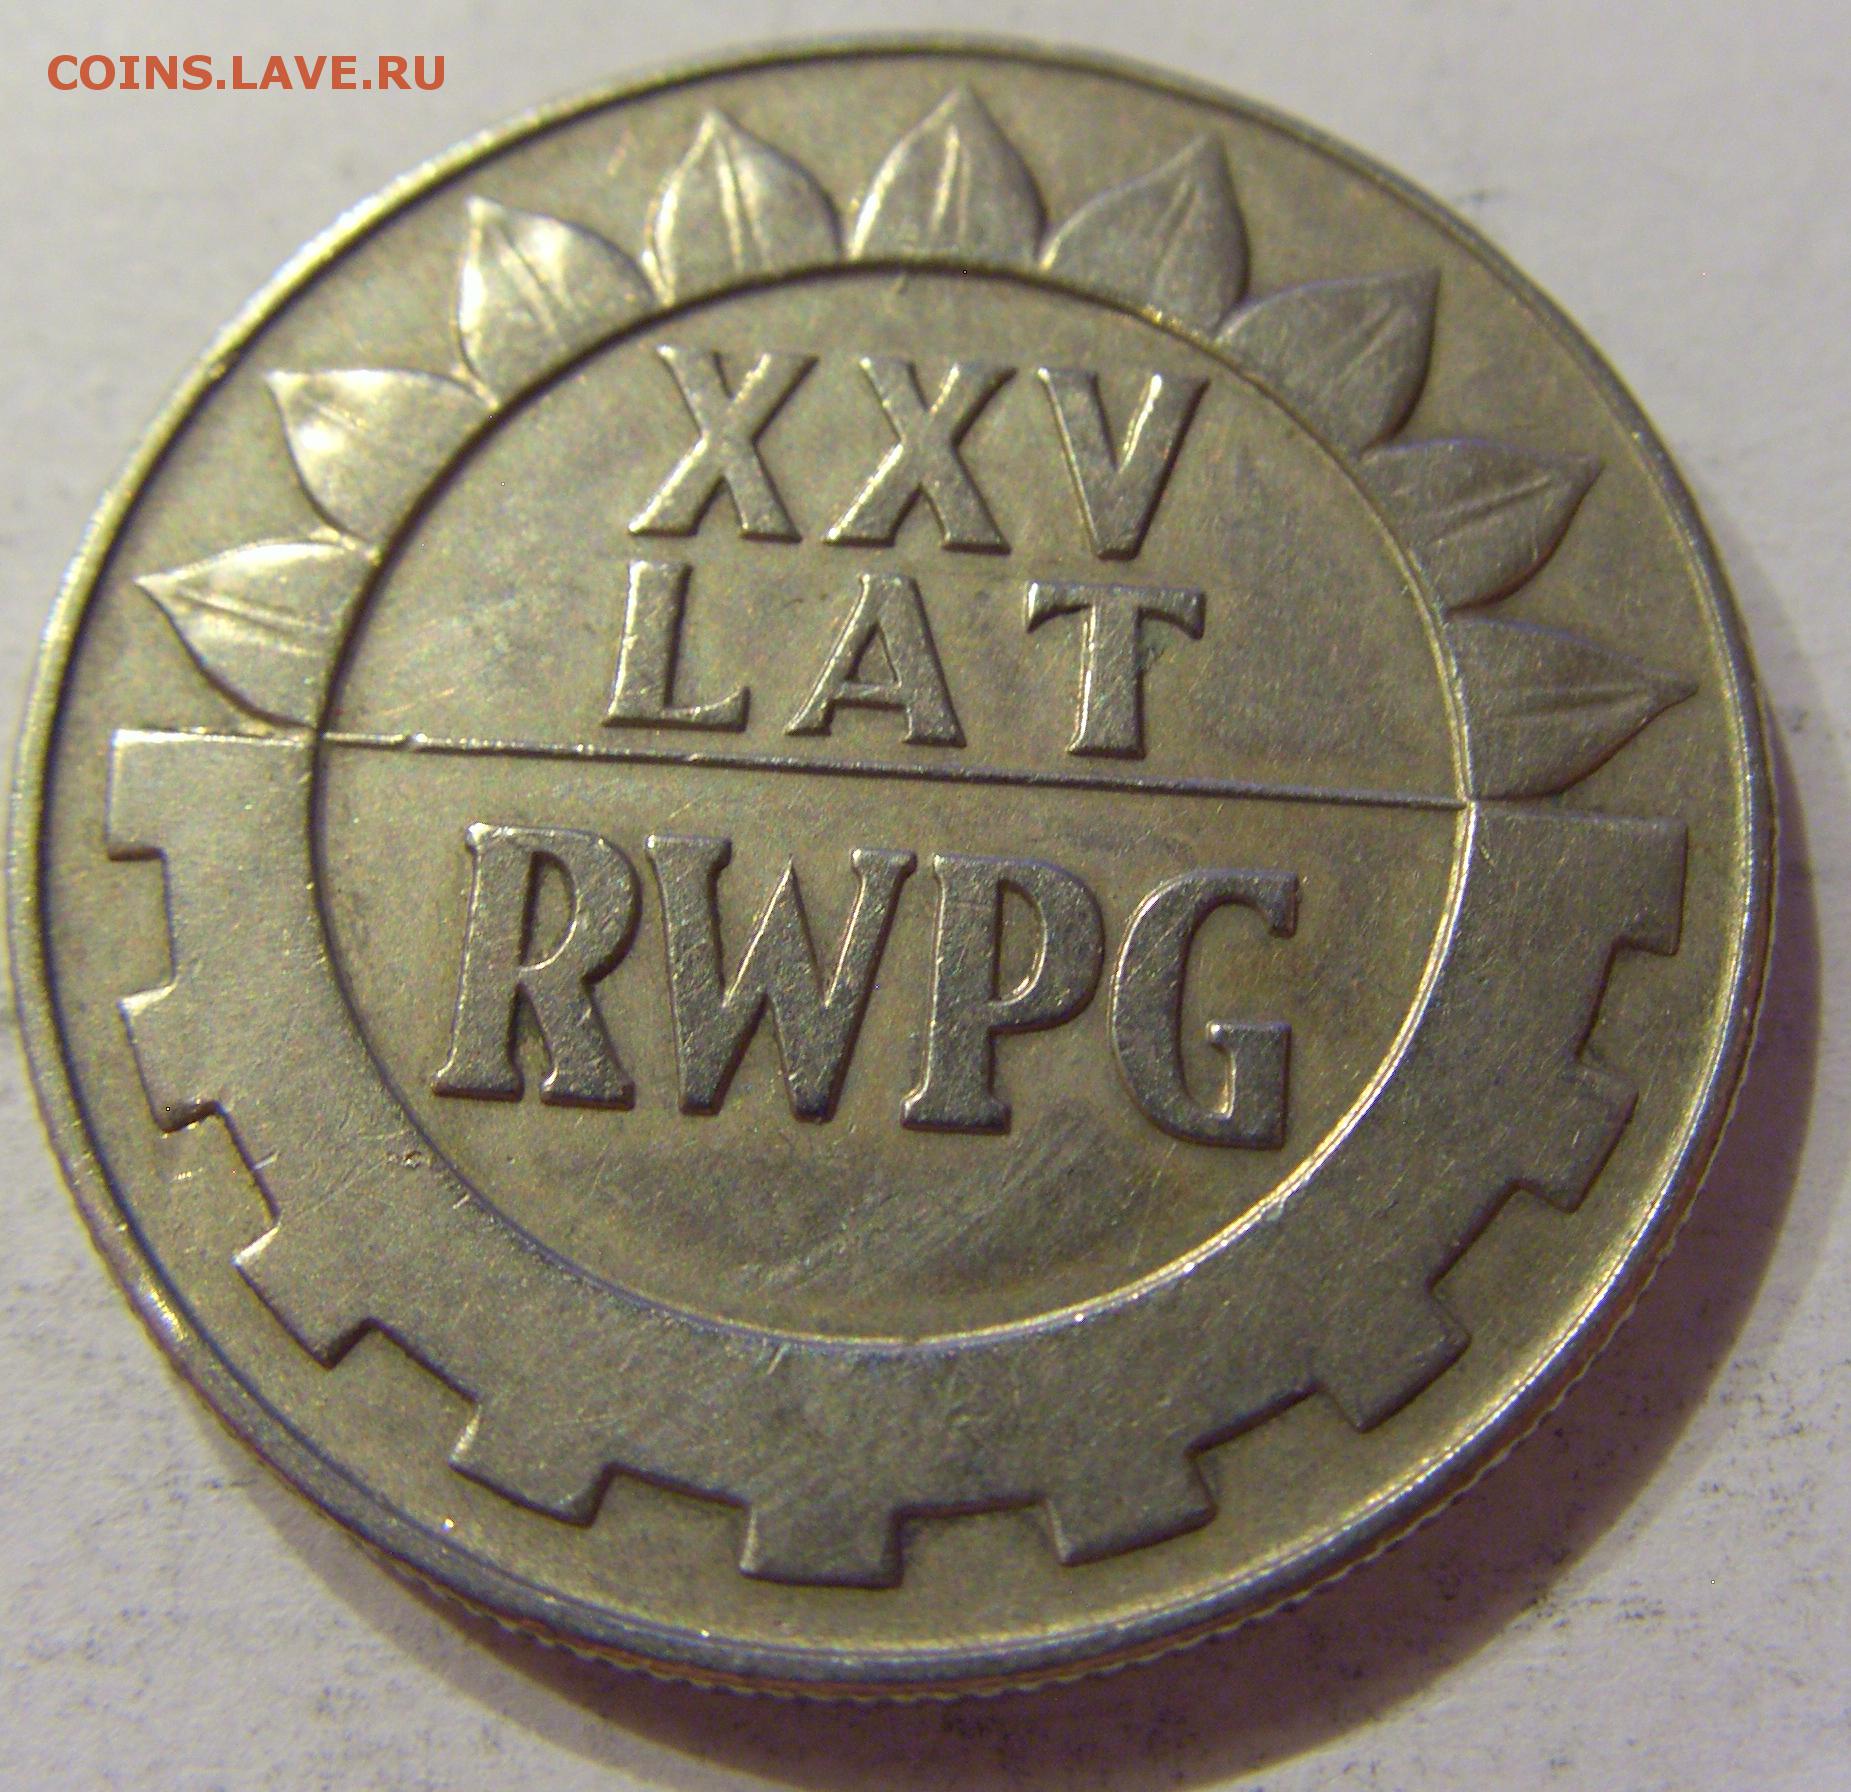 COINS.LAVE.RU
XXV
LAT
RWPG